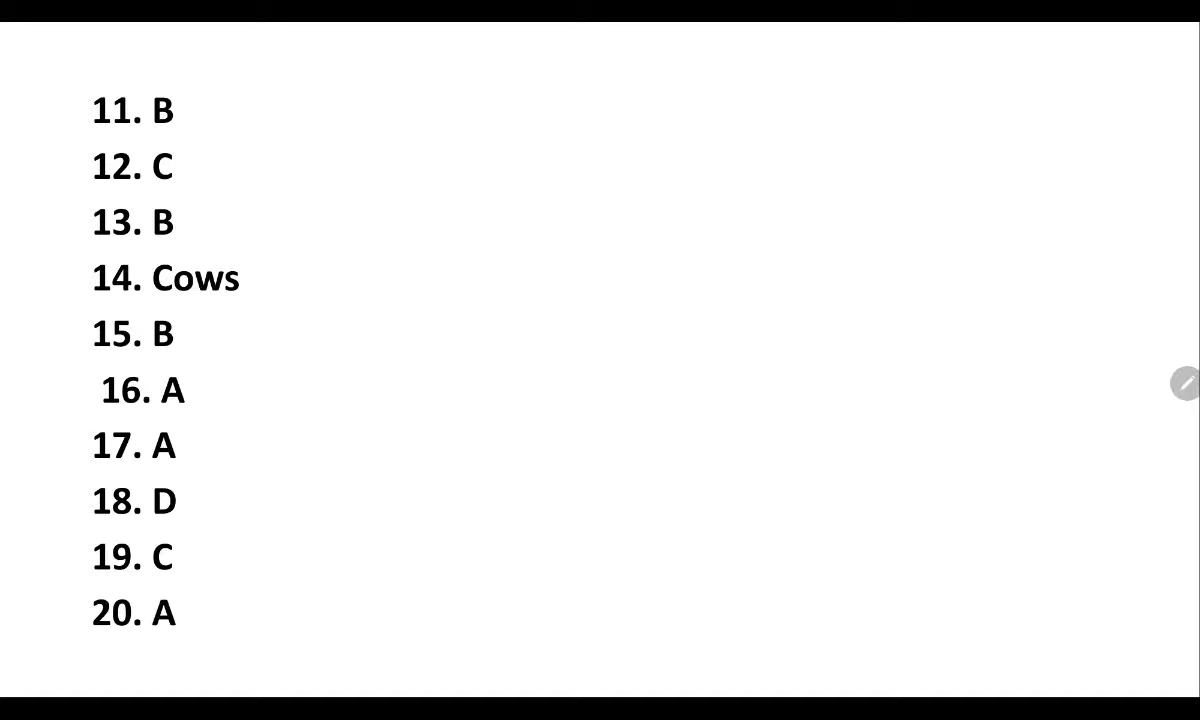 11. B
12. C
13. B
14. Cows
15. B
16. A
17. A
18. D
19. C
20. A